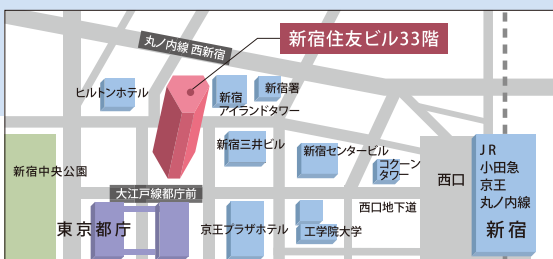 丸ノ内線 西新宿
新宿住友ビル33階
ヒルトンホテル
新宿
アイランドタワー
新宿署
新宿三井ビル
新宿センタービル
コクーン
タワー
西口
JR
小田急
京王
丸ノ内線
新宿
新宿中央公園
大江戸線都庁前
東京都庁
京王プラザホテル
西口地下道
工学院大学